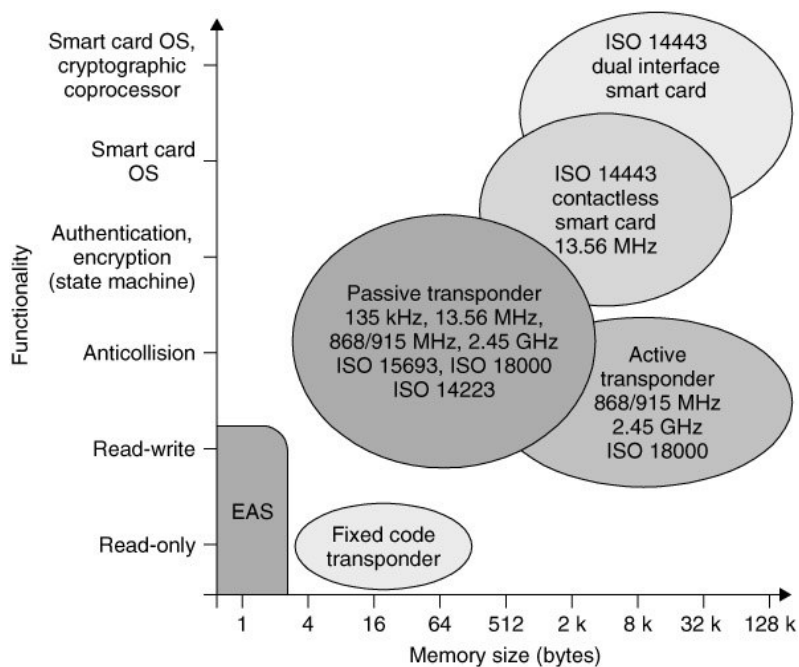 Smart card OS,
cryptographic
coprocessor
Smart card
OS
Authentication,
encryption
(state machine)
Anticollision
Read-write
Read-only
Functionality
ISO 14443
dual interface
smart card
ISO 14443
contactless
smart card
13.56 MHz
Passive transponder
135 kHz, 13.56 MHz,
868/915 MHz, 2.45 GHz
ISO 15693, ISO 18000
ISO 14223
Active
transponder
868/915 MHz
2.45 GHz
ISO 18000
EAS
Fixed code
transponder
1 4 16 64 512 2 k 8 k 32 k 128 k
Memory size (bytes)